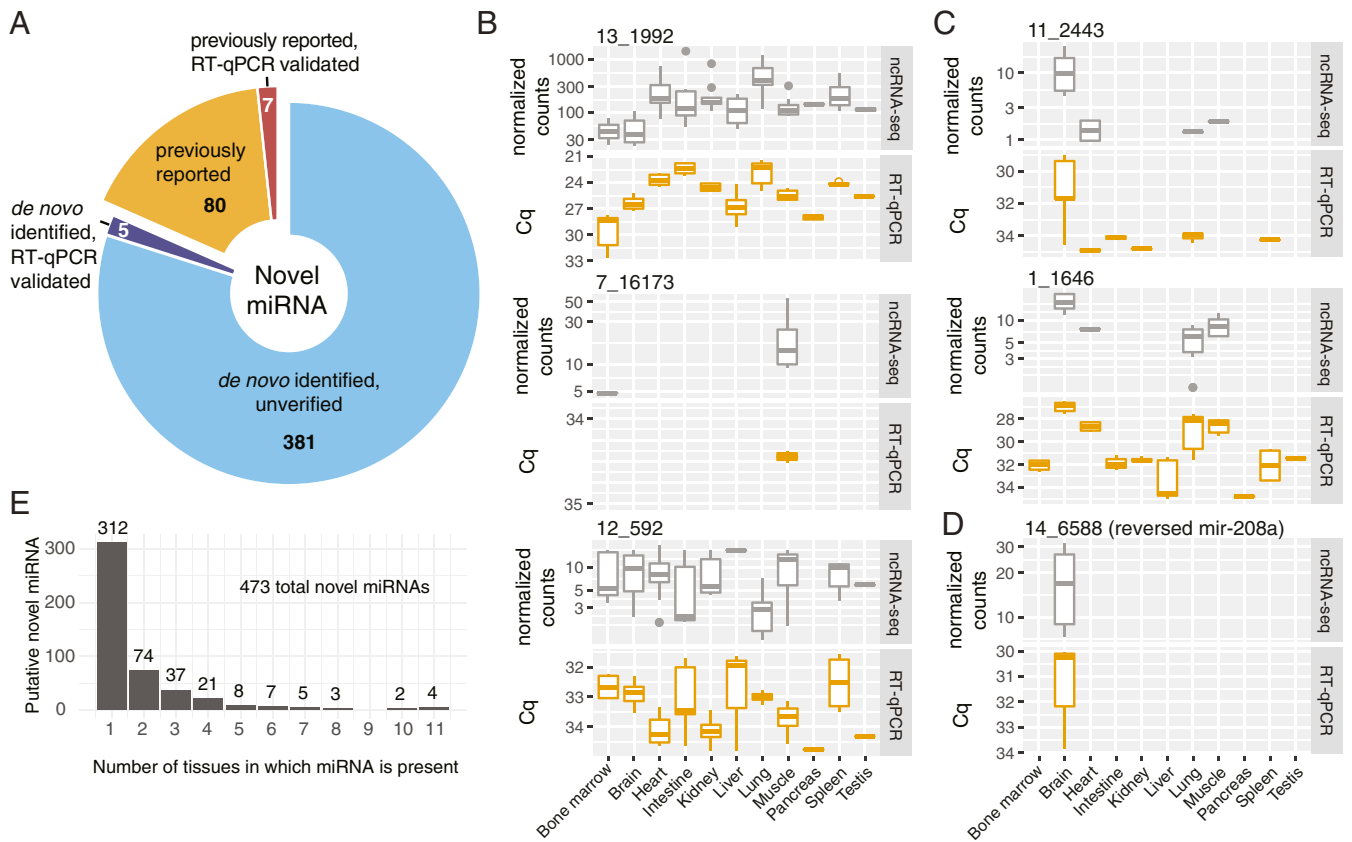 A
previously reported,
RT-qPCR validated
7
previously
reported
80
de novo
identified,
RT-qPCR
validated
5
Novel
miRNA
de novo identified,
unverified
381
B
13_1992
normalized
counts
1000
300
100
30
ncRNA-seq
Cq
21
24
27
30
33
RT-qPCR
7_16173
normalized
counts
50
30
10
5
ncRNA-seq
Cq
34
35
RT-qPCR
12_592
normalized
counts
10
5
3
ncRNA-seq
Cq
32
33
34
RT-qPCR
Bone marrow
Brain
Heart
Intestine
Kidney
Liver
Lung
Muscle
Pancreas
Spleen
Testis
C
11_2443
normalized
counts
10
3
1
ncRNA-seq
Cq
30
32
34
RT-qPCR
1_1646
normalized
counts
10
5
3
ncRNA-seq
Cq
28
30
32
34
RT-qPCR
D
14_6588 (reversed mir-208a)
normalized
counts
30
20
10
ncRNA-seq
Cq
30
31
32
33
34
RT-qPCR
Bone marrow
Brain
Heart
Intestine
Kidney
Liver
Lung
Muscle
Pancreas
Spleen
Testis
E
Putative novel miRNA
300
200
100
0
312
74
37
21
8
7
5
3
2
4
473 total novel miRNAs
1 2 3 4 5 6 7 8 9 10 11
Number of tissues in which miRNA is present